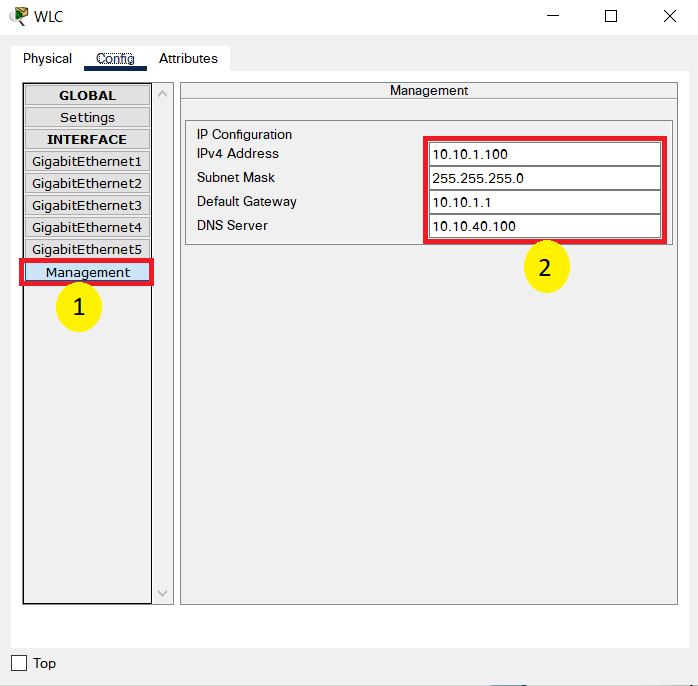 WLC
Physical Config Attributes
GLOBAL
Settings
INTERFACE
GigabitEthernet1
GigabitEthernet2
GigabitEthernet3
GigabitEthernet4
GigabitEthernet5
Management
1
Management
IP Configuration
IPv4 Address 10.10.1.100
Subnet Mask 255.255.255.0
Default Gateway 10.10.1.1
DNS Server 10.10.40.100
2
Top